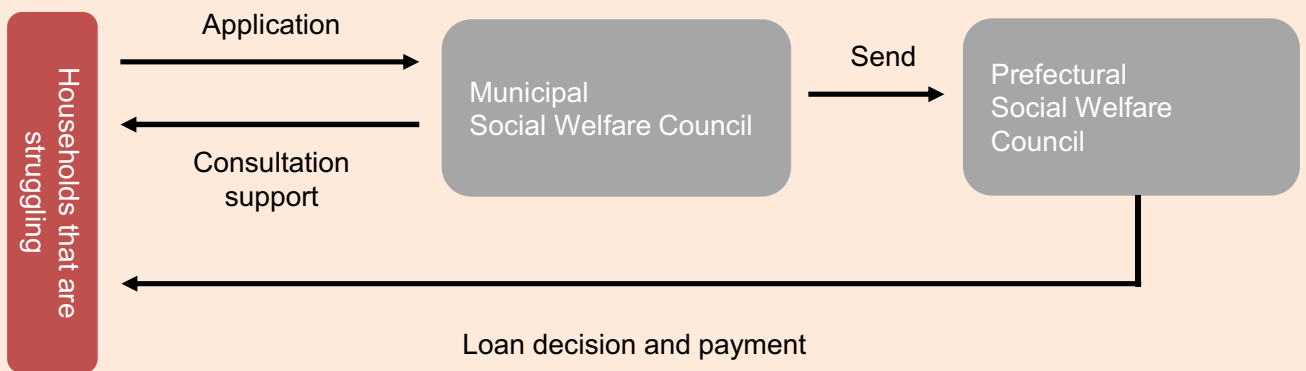 Households that are
struggling
Application
Consultation
support
Municipal
Social Welfare Council
Send
Prefectural
Social Welfare
Council
Loan decision and payment